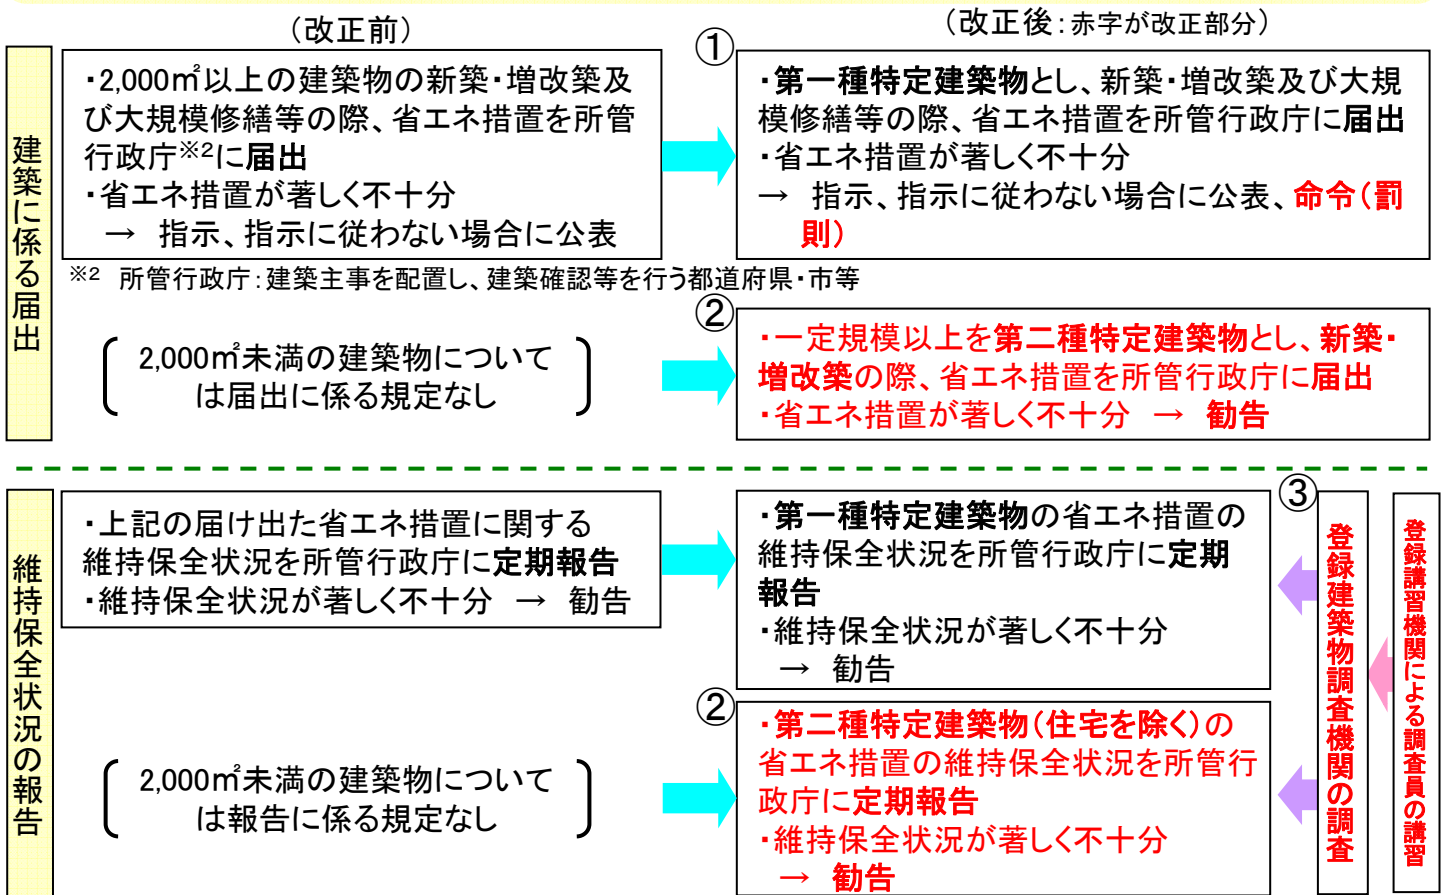 (改正前)
(改正後:赤字が改正部分)
建築に係る届出
・2,000㎡以上の建築物の新築・増改築及
び大規模修繕等の際、省エネ措置を所管
行政庁※2に届出
・省エネ措置が著しく不十分
→ 指示、指示に従わない場合に公表
①
・第一種特定建築物とし、新築・増改築及び大規
模修繕等の際、省エネ措置を所管行政庁に届出
・省エネ措置が不十分
→ 指示、指示に従わない場合に公表、命令(罰
則)
※2 所管行政庁:建築主事を配置し、建築確認等を行う都道府県・市等
2,000㎡未満の建築物について
は届出に係る規定なし
②
・一定規模以上を第二種特定建築物とし、新築・
増改築の際、省エネ措置を所管行政庁に届出
・省エネ措置が著しく不十分 → 勧告
維持保全状況の報告
・上記の届け出た省エネ措置に関する
維持保全状況を所管行政庁に定期報告
・維持保全状況が著しく不十分 → 勧告
・第一種特定建築物の省エネ措置の
維持保全状況を所管行政庁に定期
報告
・維持保全状況が著しく不十分
→ 勧告
③
登録建築物調査機関の調査
登録講習機関による調査員の講習
2,000㎡未満の建築物について
は報告に係る規定なし
②
・第二種特定建築物(住宅を除く)の
省エネ措置の維持保全状況を所管行
政庁に定期報告
・維持保全状況が著しく不十分
→ 勧告